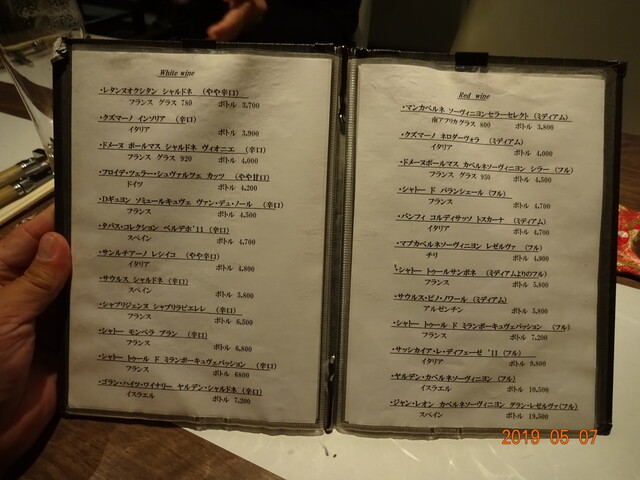 White wine
・レタンヌオクシタン シャルドネ (やや辛口)
フランス グラス 780 ボトル 3,700
・クズマーノ インソリア (辛口)
イタリア ボトル 3,900
・ドメーヌ ポールマス シャルドネ ヴィオニエ (辛口)
フランス グラス 920 ボトル 4,000
・フロイデ・ツェラー・シュヴァルツェ カッツ (やや甘口)
ドイツ ボトル 4,200
・ロキュヨン ソミュールキュヴェ ヴァン・デュ・ノール (辛口)
フランス ボトル 4,500
・タパス・コレクション ベルデホ'11 (辛口)
スペイン ボトル 4,700
・サンルチアーノ レシイコ (やや辛口)
イタリア ボトル 4,800
・サウルス シャルドネ (辛口)
スペイン ボトル 5,800
・シャブリジェンヌ シャブリラピエレレ (辛口)
フランス ボトル 6,500
・シャトー モンペラ ブラン (辛口)
フランス ボトル 6,800
・シャトー トゥール ド ミランボーキュヴェパッション (辛口)
フランス ボトル 6800
・ゴラン・ハイツ・ワイナリー ヤルデン・シャルドネ (辛口)
イスラエル ボトル 7,200
Red wine
・マンカベルネ ソーヴィニヨンセラーセレクト (ミディアム)
南アフリカ グラス 800 ボトル 3,800
・クズマーノ ネロダーヴォラ (ミディアム)
イタリア ボトル 4,000
・ドメーヌポールマス カベルネソーヴィニヨン シラー (フル)
フランス グラス 950 ボトル 4,500
・シャトー ド パランシェール (フル)
フランス ボトル 4,700
・バンフィ コルディサッソ トスカーナ (ミディアム)
イタリア ボトル 4,700
・マプカベルネソーヴィニヨン レゼルヴァ (フル)
チリ ボトル 4,900
・シャトー トゥールサンボネ (ミディアムよりのフル)
フランス ボトル 5,800
・サウルス・ピノ・ノワール (ミディアム)
アルゼンチン ボトル 5,800
・シャトー トゥール ド ミランボーキュヴェパッション (フル)
フランス ボトル 7,200
・サッシカイア・レ・ディフェーゼ '11 (フル)
イタリア ボトル 9,800
・ヤルデン・カベルネソーヴィニヨン (フル)
イスラエル ボトル 10,500
・ジャン・レオン カベルネソーヴィニヨン グラン・レゼルヴァ(フル)
スペイン ボトル 19,500
2019 05 07